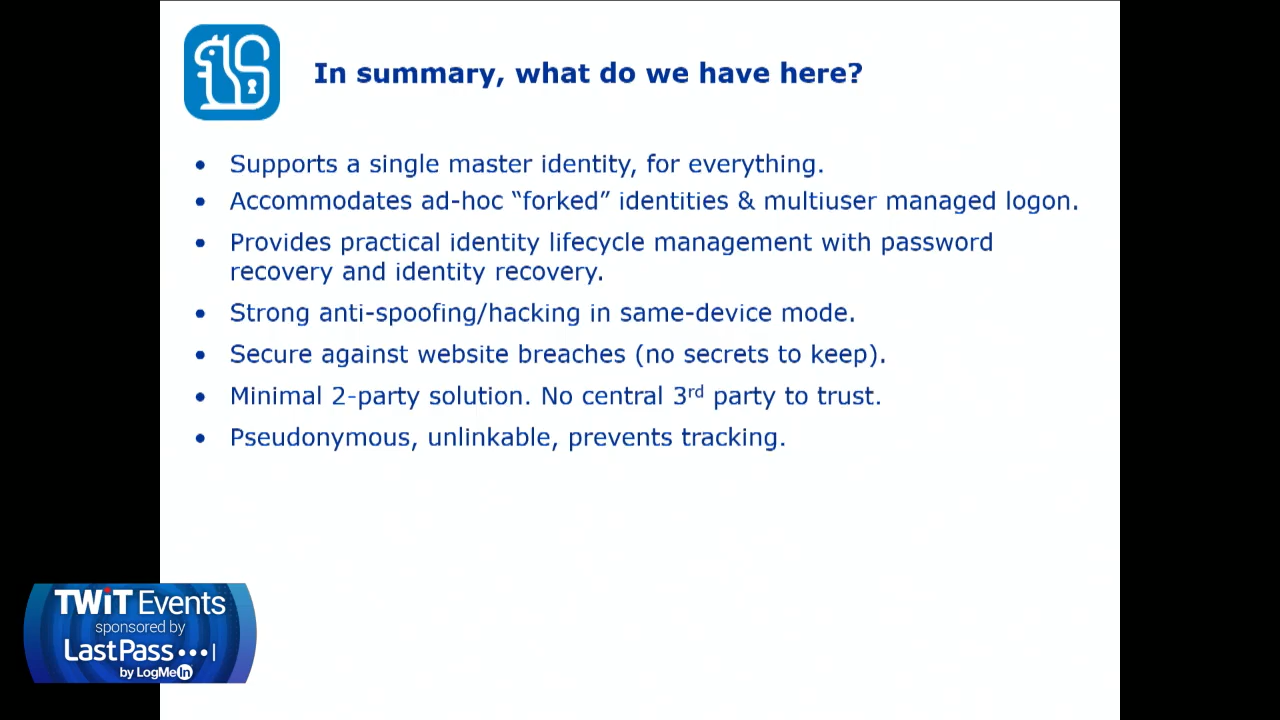 In summary, what do we have here?
• Supports a single master identity, for everything.
• Accommodates ad-hoc “forked” identities & multiuser managed logon.
• Provides practical identity lifecycle management with password
recovery and identity recovery.
• Strong anti-spoofing/hacking in same-device mode.
• Secure against website breaches (no secrets to keep).
• Minimal 2-party solution. No central 3rd party to trust.
• Pseudonymous, unlinkable, prevents tracking.
TWiT Events
sponsored by
LastPass •••|
by LogMeIn